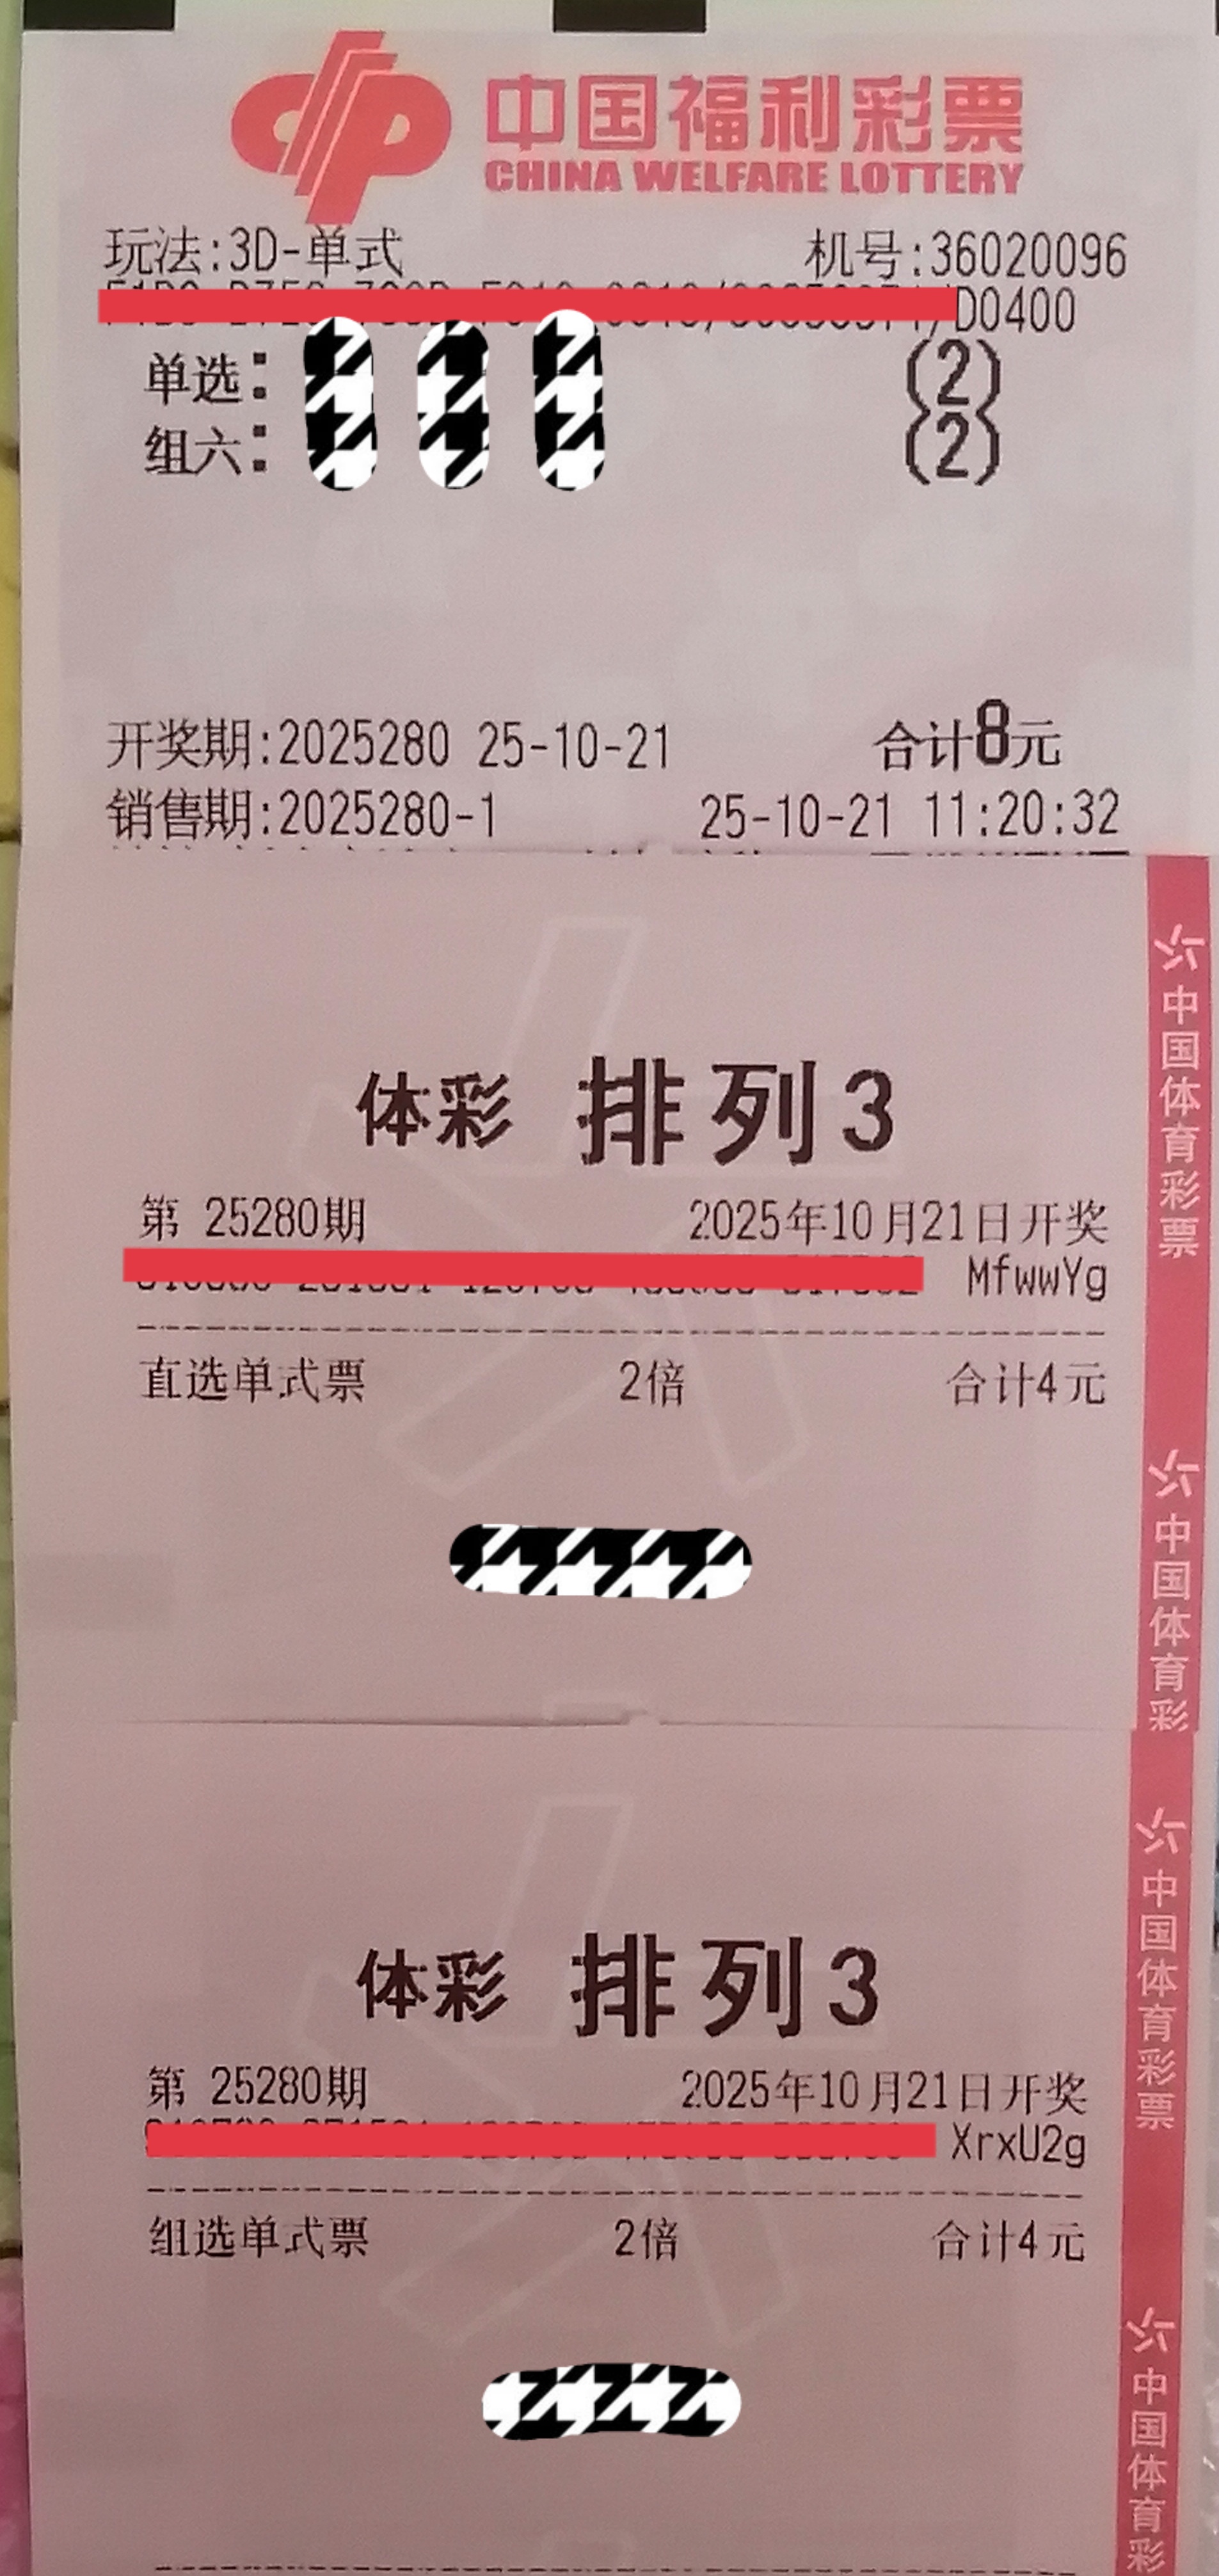 中国福利彩票
CHINA WELFARE LOTTERY
玩法:3D-单式 机号:36020096
D0400
单选: (2)
组六: (2)
开奖期:2025280 25-10-21 合计8元
销售期:2025280-1 25-10-21 11:20:32
体彩 排列3
第 25280期 2025年10月21日开奖
MfwwYg
直选单式票 2倍 合计4元
中国体育彩票
中国体育彩
体彩 排列3
第 25280期 2025年10月21日开奖
XrxU2g
组选单式票 2倍 合计4元
中国体育彩票
中国体育彩